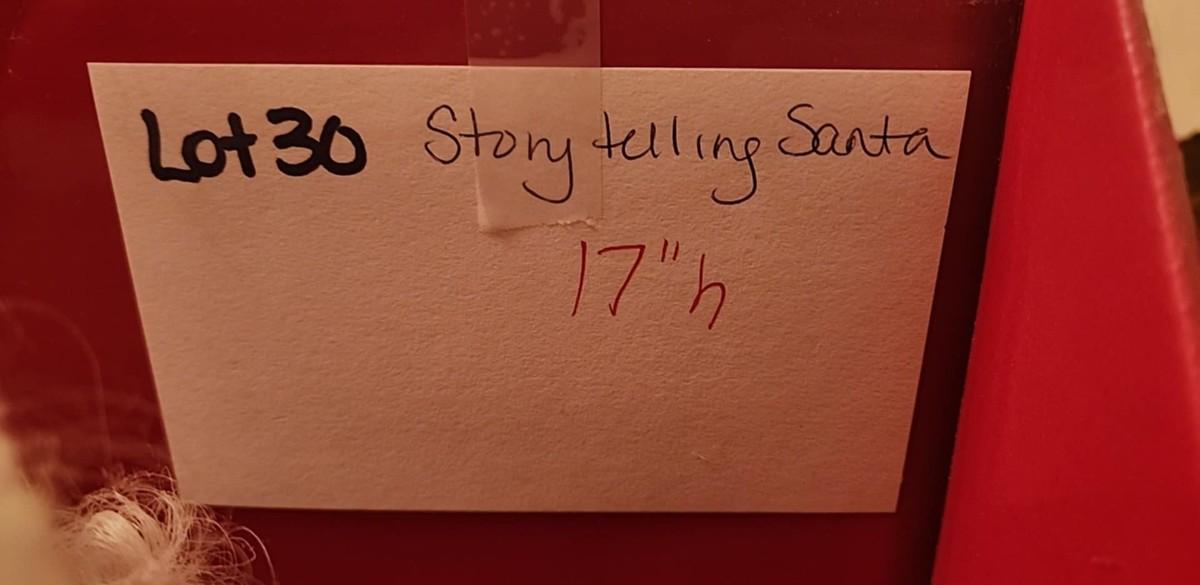 Lot 30 Story telling Santa
17" h